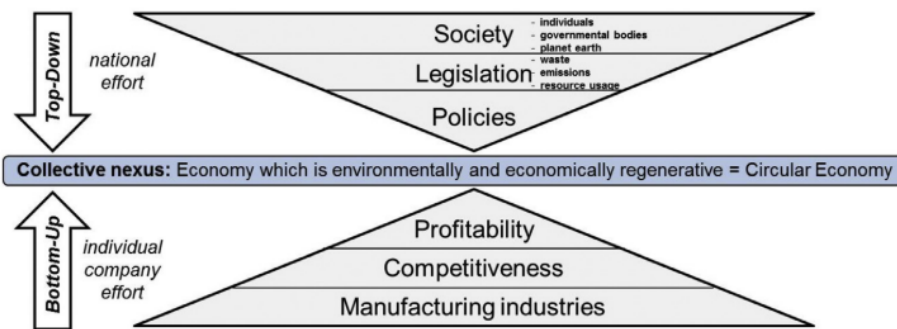 Top-Down
national
effort
Society
- individuals
- governmental bodies
- planet earth
Legislation
- waste
- emissions
- resource usage
Policies
Collective nexus: Economy which is environmentally and economically regenerative = Circular Economy
Bottom-Up
individual
company
effort
Profitability
Competitiveness
Manufacturing industries